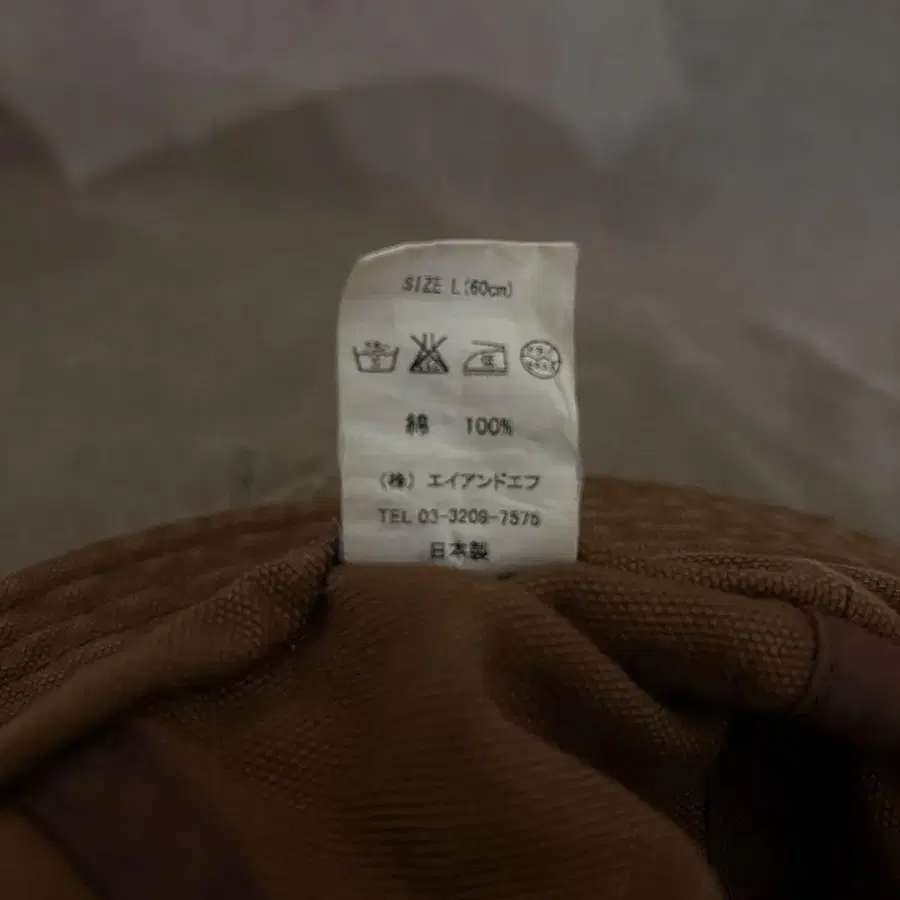 SIZE L(60cm)
綿 100%
(株) エイアンドエフ
TEL 03-3209-7575
日本製